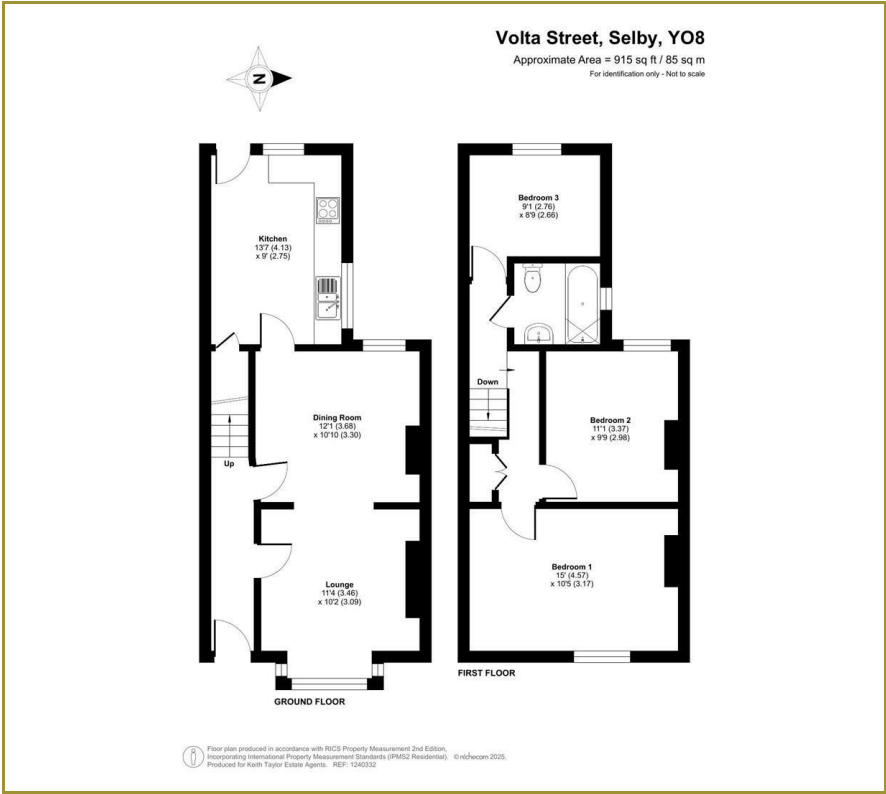 Volta Street, Selby, YO8
Approximate Area = 915 sq ft / 85 sq m
For identification only - Not to scale
N
Kitchen
13'7 (4.13)
x 9' (2.75)
Dining Room
12'1 (3.68)
x 10'10 (3.30)
Up
Lounge
11'4 (3.46)
x 10'2 (3.09)
GROUND FLOOR
Bedroom 3
9'1 (2.76)
x 8'9 (2.66)
Down
Bedroom 2
11'1 (3.37)
x 9'9 (2.98)
Bedroom 1
15' (4.57)
x 10'5 (3.17)
FIRST FLOOR
Floor plan produced in accordance with RICS Property Measurement 2nd Edition,
Incorporating International Property Measurement Standards (IPMS2 Residential). © nichecom 2025.
Produced for Keith Taylor Estate Agents. REF: 1240332